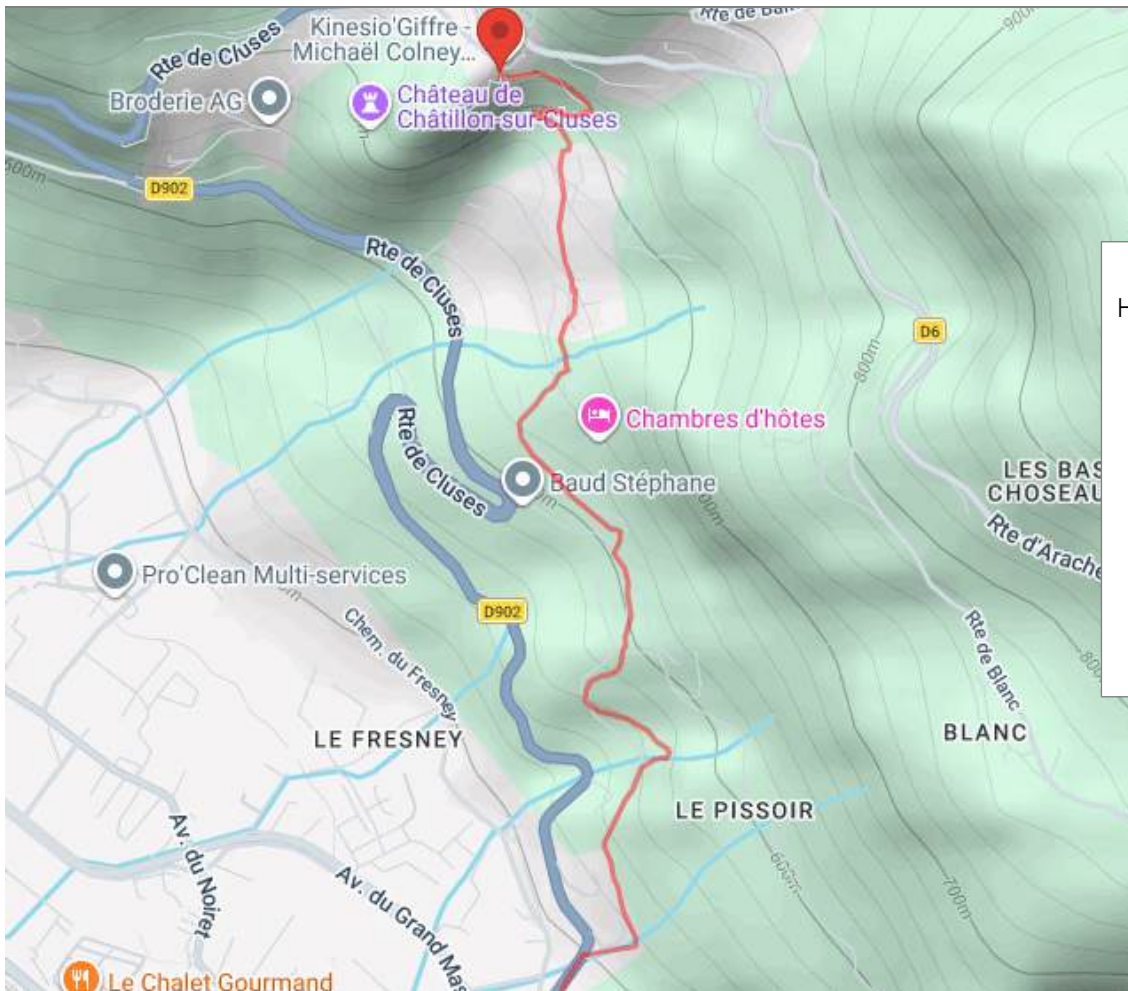 Kinesio'Giffre -
Michaël Colney...
Rte de Cluses
900m
Broderie AG
Château de
Châtillon-sur-Cluses
D902
Rte de Cluses
H
D6
800m
Chambres d'hôtes
Rte de Cluses
Baud Stéphane
LES BAS
CHOSEAU
Rte d'Arache
Pro'Clean Multi-services
D902
Chem. du Fresney
Rte de Blanc
LE FRESNEY
BLANC
LE PISSOIR
Av. du Noiret
Av. du Grand Mas
600m
700m
Le Chalet Gourmand